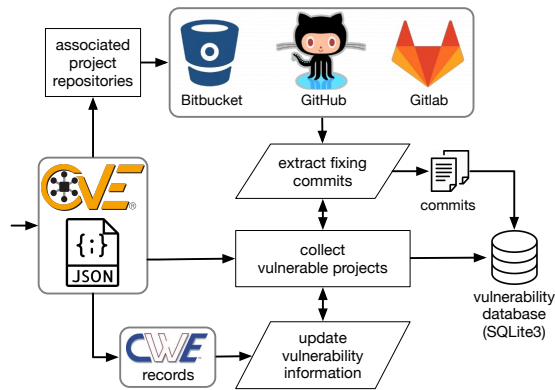 associated
project
repositories
Bitbucket
GitHub
Gitlab
extract fixing
commits
commits
CVE®
{;}
JSON
collect
vulnerable projects
vulnerability
database
(SQLite3)
CWE
records
update
vulnerability
information